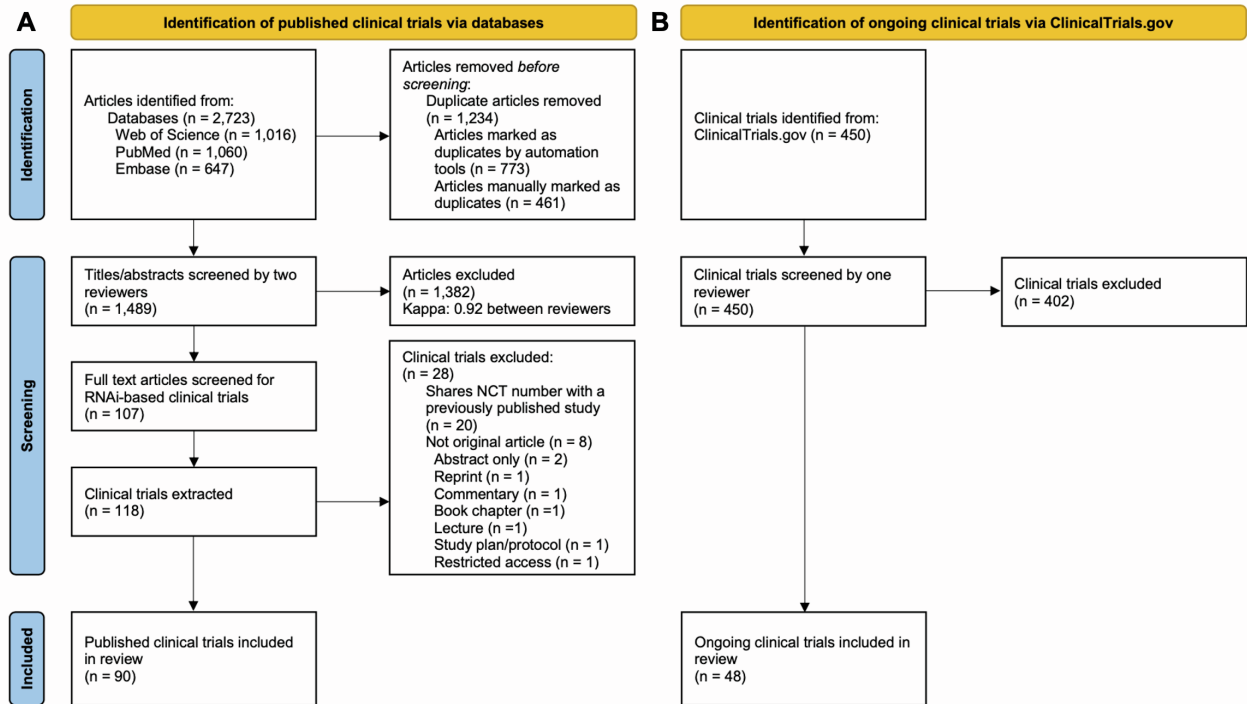 A
Identification of published clinical trials via databases
Identification
Articles identified from:
Databases (n = 2,723)
Web of Science (n = 1,016)
PubMed (n = 1,060)
Embase (n = 647)
Articles removed before
screening:
Duplicate articles removed
(n = 1,234)
Articles marked as
duplicates by automation
tools (n = 773)
Articles manually marked as
duplicates (n = 461)
Screening
Titles/abstracts screened by two
reviewers
(n = 1,489)
Articles excluded
(n = 1,382)
Kappa: 0.92 between reviewers
Full text articles screened for
RNAi-based clinical trials
(n = 107)
Clinical trials extracted
(n = 118)
Clinical trials excluded:
(n = 28)
Shares NCT number with a
previously published study
(n = 20)
Not original article (n = 8)
Abstract only (n = 2)
Reprint (n = 1)
Commentary (n = 1)
Book chapter (n =1)
Lecture (n =1)
Study plan/protocol (n = 1)
Restricted access (n = 1)
Included
Published clinical trials included
in review
(n = 90)
B
Identification of ongoing clinical trials via ClinicalTrials.gov
Clinical trials identified from:
ClinicalTrials.gov (n = 450)
Clinical trials screened by one
reviewer
(n = 450)
Clinical trials excluded
(n = 402)
Ongoing clinical trials included in
review
(n = 48)